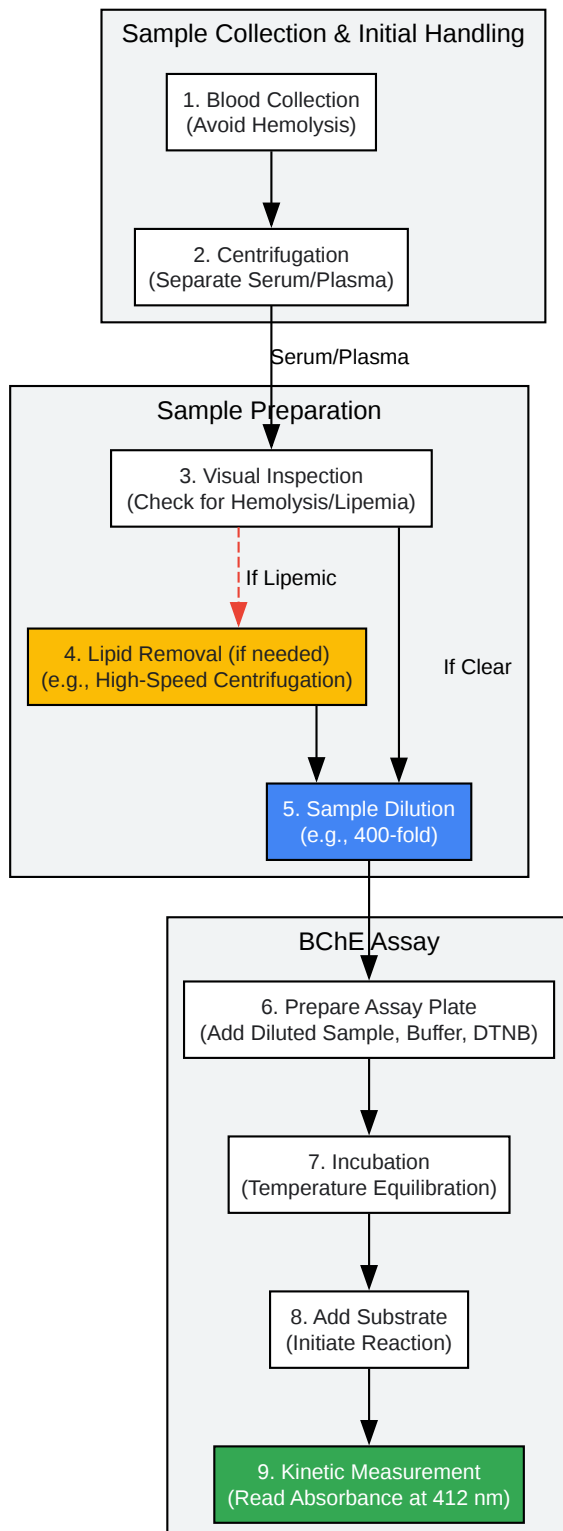 Sample Collection & Initial Handling
1. Blood Collection
(Avoid Hemolysis)
2. Centrifugation
(Separate Serum/Plasma)
Serum/Plasma
Sample Preparation
3. Visual Inspection
(Check for Hemolysis/Lipemia)
If Lipemic
4. Lipid Removal (if needed)
(e.g., High-Speed Centrifugation)
If Clear
5. Sample Dilution
(e.g., 400-fold)
BChE Assay
6. Prepare Assay Plate
(Add Diluted Sample, Buffer, DTNB)
7. Incubation
(Temperature Equilibration)
8. Add Substrate
(Initiate Reaction)
9. Kinetic Measurement
(Read Absorbance at 412 nm)